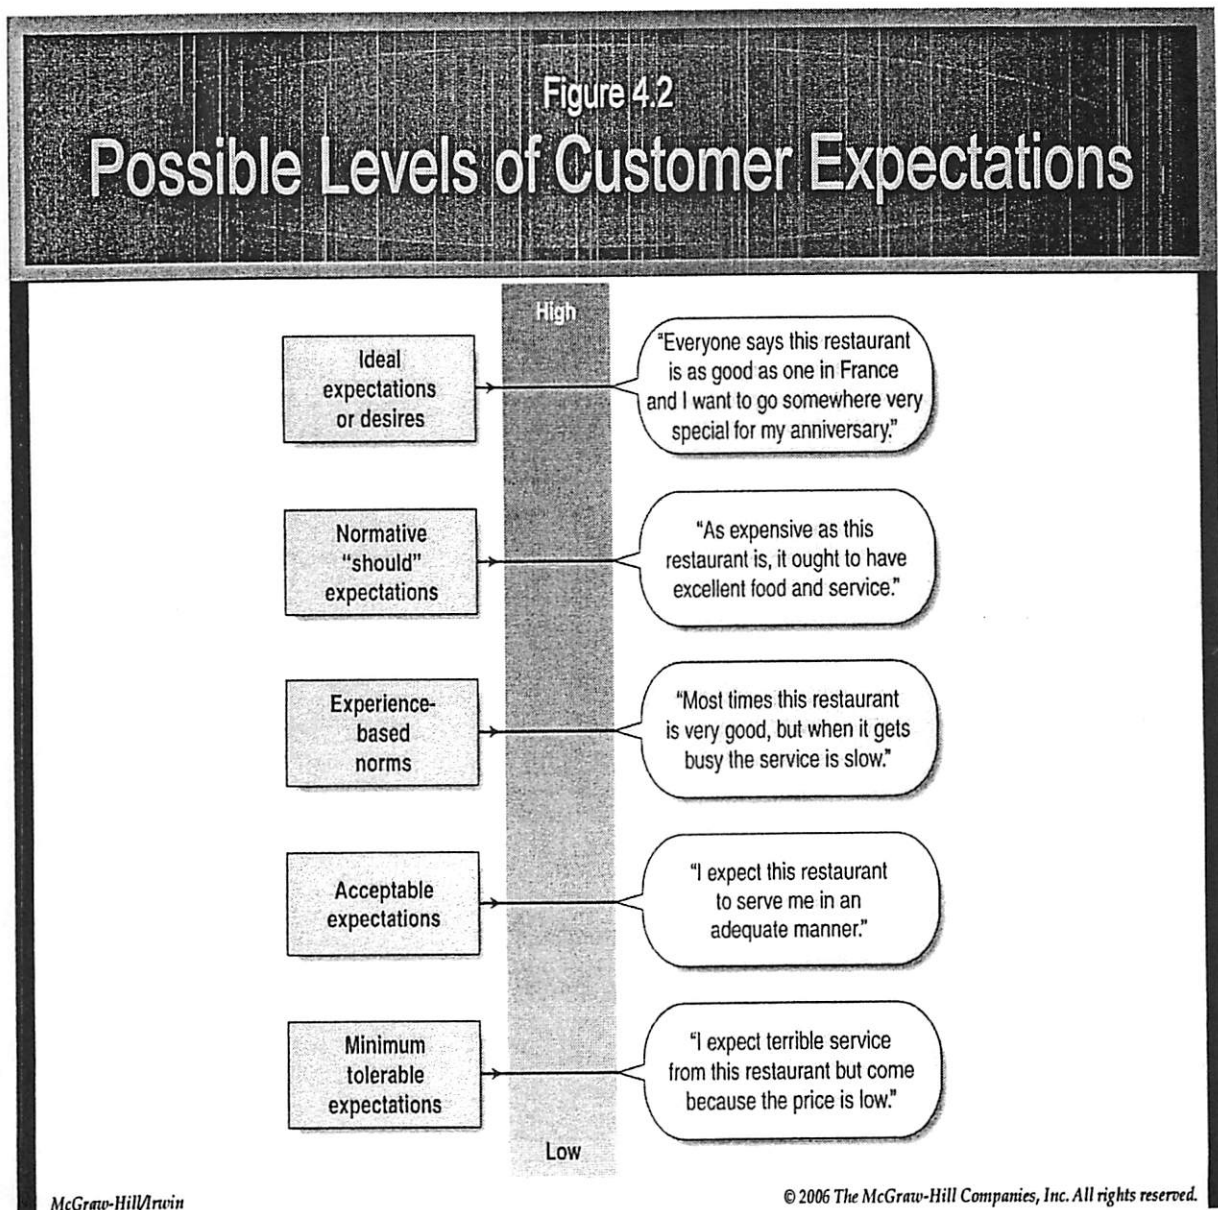 Figure 4.2
Possible Levels of Customer Expectations
High
Ideal
expectations
or desires
"Everyone says this restaurant
is as good as one in France
and I want to go somewhere very
special for my anniversary."
Normative
"should"
expectations
"As expensive as this
restaurant is, it ought to have
excellent food and service."
Experience-
based
norms
"Most times this restaurant
is very good, but when it gets
busy the service is slow."
Acceptable
expectations
"I expect this restaurant
to serve me in an
adequate manner."
Minimum
tolerable
expectations
"I expect terrible service
from this restaurant but come
because the price is low."
Low
McGraw-Hill/Irwin
© 2006 The McGraw-Hill Companies, Inc. All rights reserved.